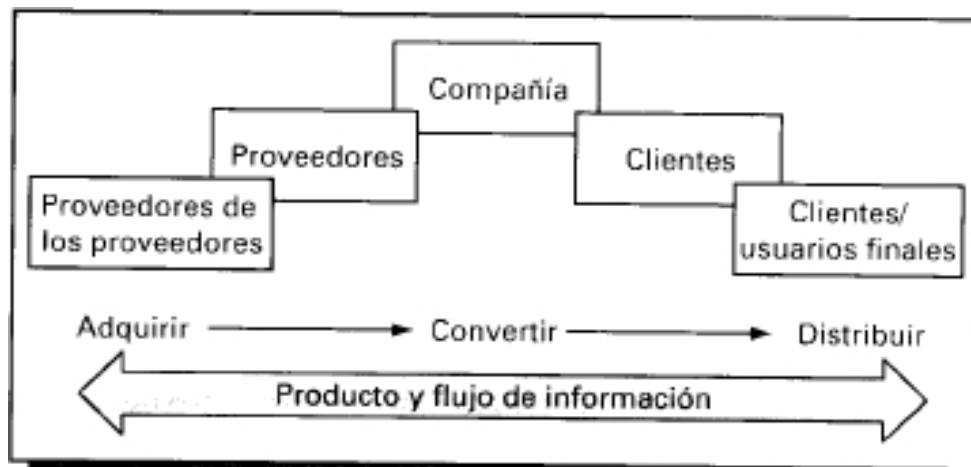 Compañía
Proveedores
Clientes
Proveedores de
los proveedores
Clientes/
usuarios finales
Adquirir
Convertir
Distribuir
Producto y flujo de información